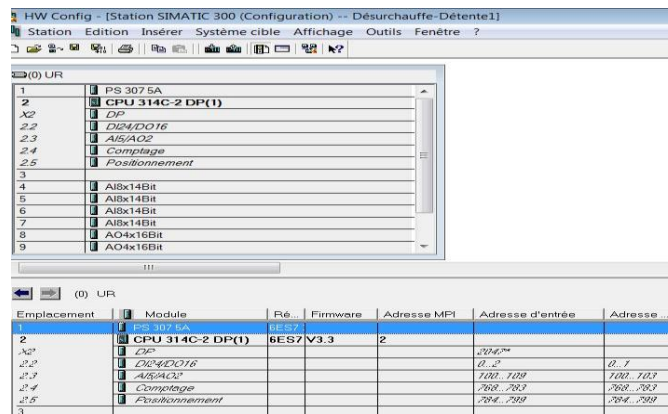 HW Config - [Station SIMATIC 300 (Configuration) -- Désurchauffe-Détente1]
Station Edition Insérer Système cible Affichage Outils Fenêtre ?
(0) UR
1 PS 307 5A
2 CPU 314C-2 DP(1)
X2 DP
2.2 DI24/DO16
2.3 AI5/AO2
2.4 Comptage
2.5 Positionnement
3
4 AI8x14Bit
5 AI8x14Bit
6 AI8x14Bit
7 AI8x14Bit
8 AO4x16Bit
9 AO4x16Bit
(0) UR
Emplacement Module Ré... Firmware Adresse MPI Adresse d'entrée Adresse ...
1 PS 307 5A 6ES7
2 CPU 314C-2 DP(1) 6ES7 V3.3 2
X2 DP 2047*
2.2 DI24/DO16 0...2 0...1
2.3 AI5/AO2 100...109 100...103
2.4 Comptage 768...783 768...783
2.5 Positionnement 784...799 784...799
3